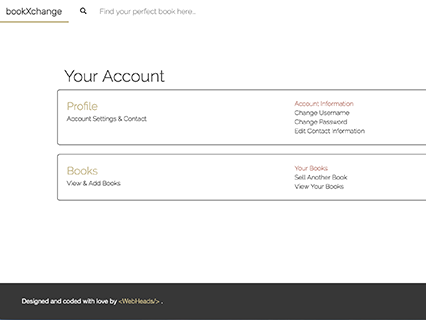 bookXchange
Find your perfect book here...
Your Account
Profile
Account Settings & Contact
Account Information
Change Username
Change Password
Edit Contact Information
Books
View & Add Books
Your Books
Sell Another Book
View Your Books
Designed and coded with love by <WebHeads/> .